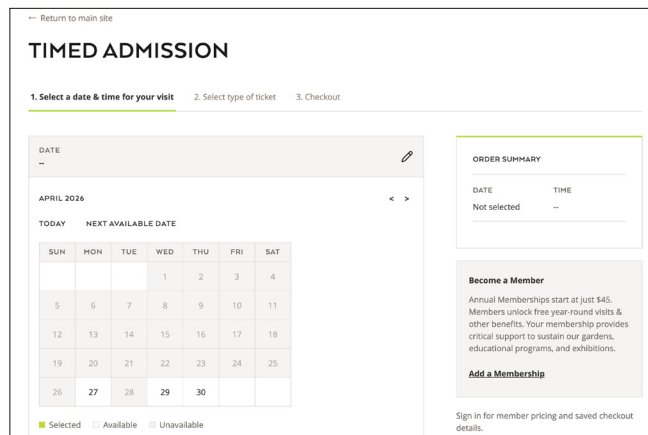 ← Return to main site
TIMED ADMISSION
1. Select a date & time for your visit 2. Select type of ticket 3. Checkout
DATE
--
APRIL 2026 < >
TODAY NEXT AVAILABLE DATE
SUN MON TUE WED THU FRI SAT
1 2 3 4
5 6 7 8 9 10 11
12 13 14 15 16 17 18
19 20 21 22 23 24 25
26 27 28 29 30
Selected Available Unavailable
ORDER SUMMARY
DATE TIME
Not selected --
Become a Member
Annual Memberships start at just $45.
Members unlock free year-round visits &
other benefits. Your membership provides
critical support to sustain our gardens,
educational programs, and exhibitions.
Add a Membership
Sign in for member pricing and saved checkout
details.